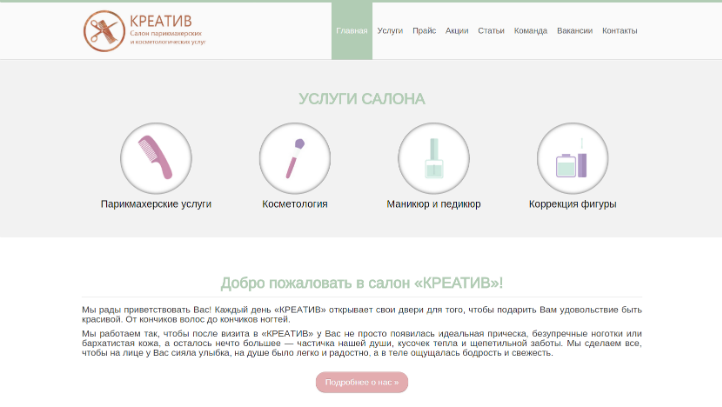 КРЕАТИВ
Салон парикмахерских
и косметологических услуг
Главная Услуги Прайс Акции Статьи Команда Вакансии Контакты
УСЛУГИ САЛОНА
Парикмахерские услуги Косметология Маникюр и педикюр Коррекция фигуры
Добро пожаловать в салон «КРЕАТИВ»!
Мы рады приветствовать Вас! Каждый день «КРЕАТИВ» открывает свои двери для того, чтобы подарить Вам удовольствие быть
красивой. От кончиков волос до кончиков ногтей.
Мы работаем так, чтобы после визита в «КРЕАТИВ» у Вас не просто появилась идеальная прическа, безупречные ноготки или
бархатистая кожа, а осталось нечто большее — частичка нашей души, кусочек тепла и щепетильной заботы. Мы сделаем все,
чтобы на лице у Вас сияла улыбка, на душе было легко и радостно, а в теле ощущалась бодрость и свежесть.
Подробнее о нас »